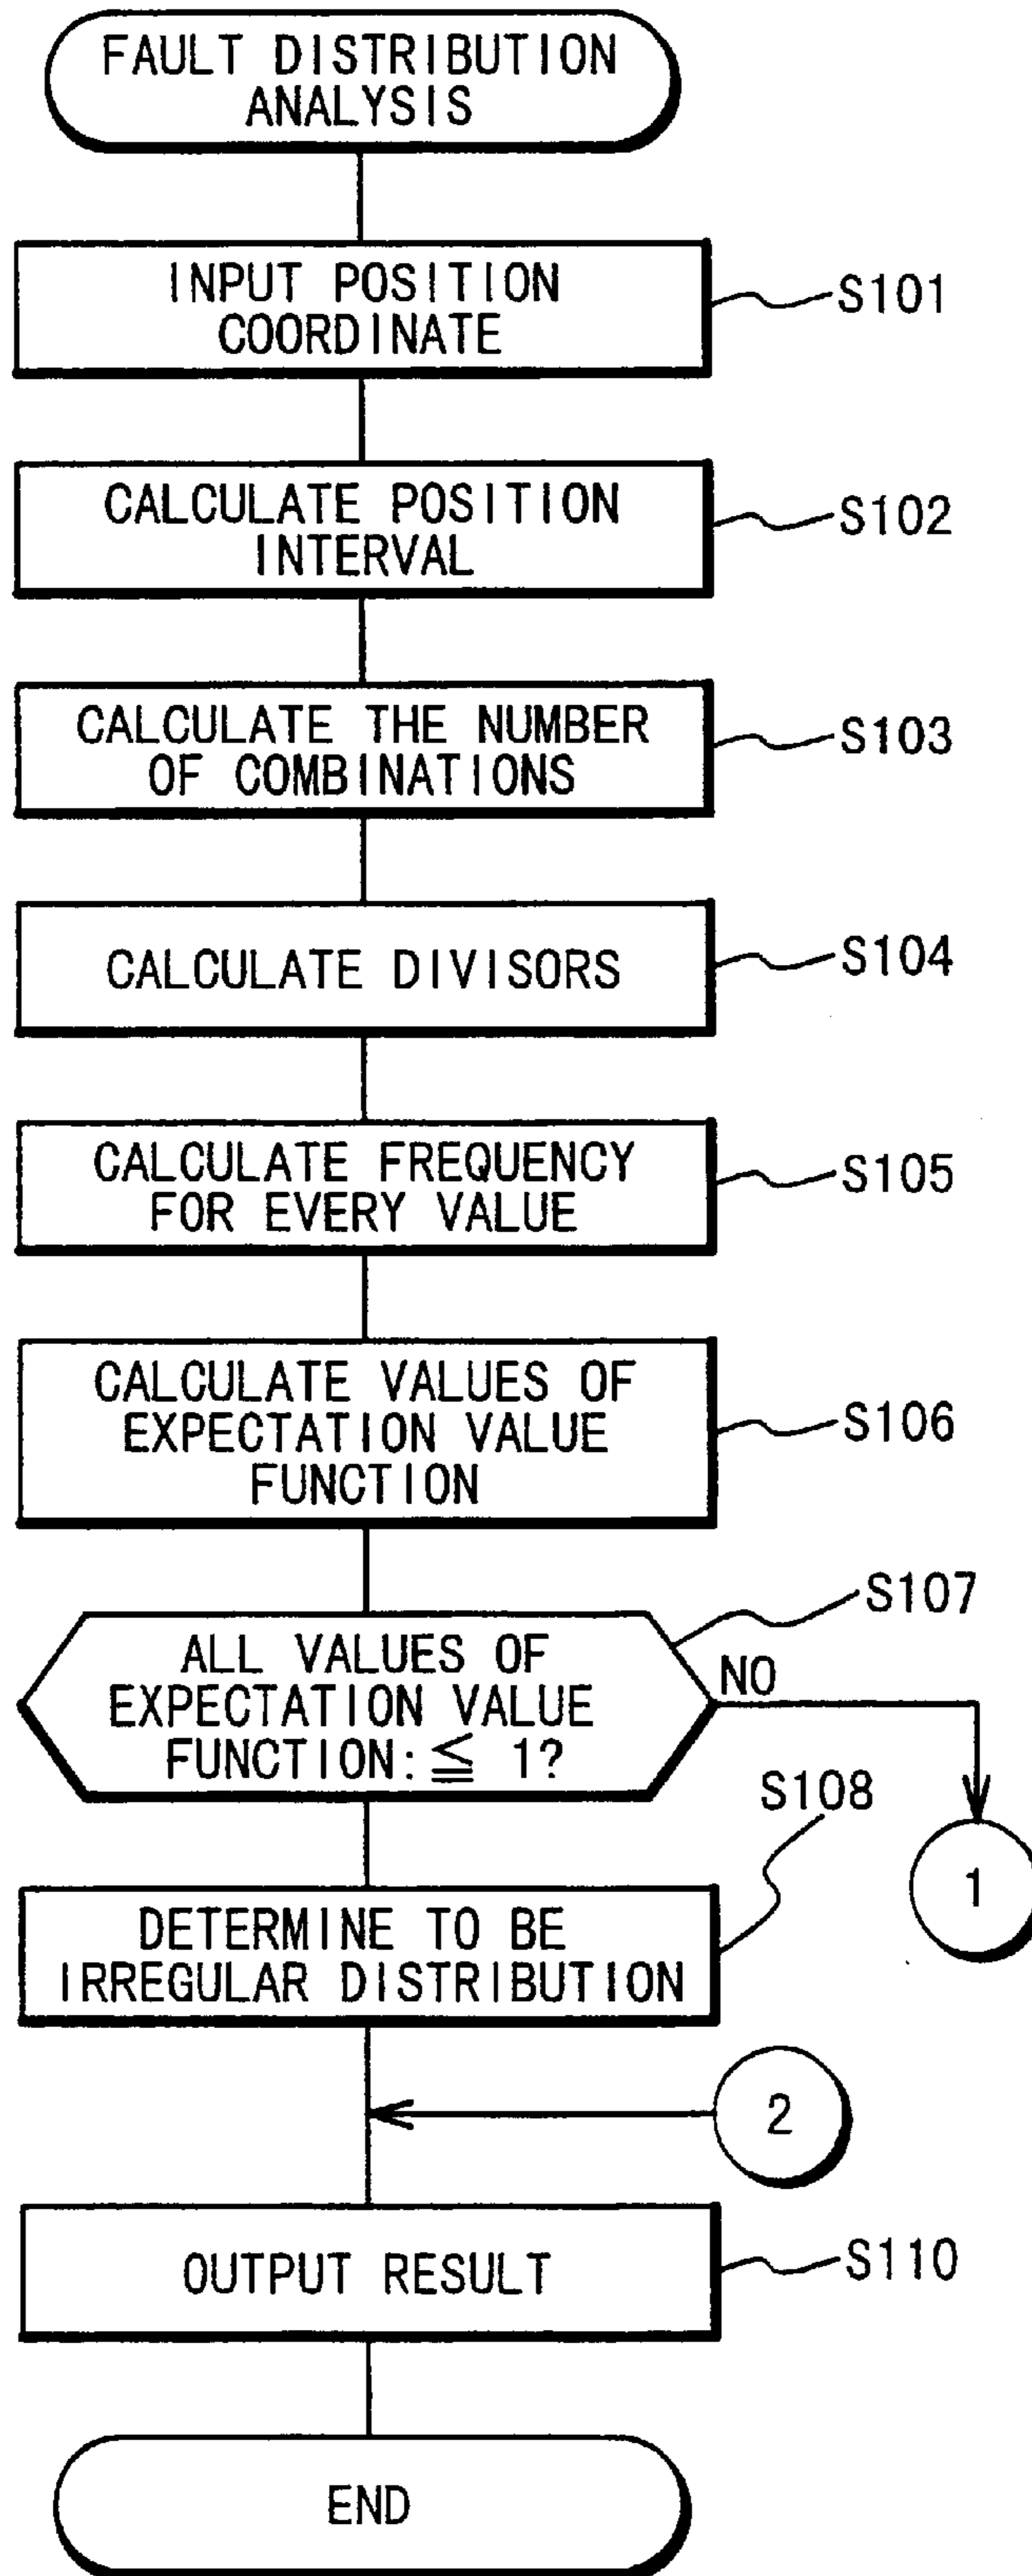 FAULT DISTRIBUTION
ANALYSIS
INPUT POSITION
COORDINATE
S101
CALCULATE POSITION
INTERVAL
S102
CALCULATE THE NUMBER
OF COMBINATIONS
S103
CALCULATE DIVISORS
S104
CALCULATE FREQUENCY
FOR EVERY VALUE
S105
CALCULATE VALUES OF
EXPECTATION VALUE
FUNCTION
S106
S107
ALL VALUES OF
EXPECTATION VALUE
FUNCTION: ≦ 1?
NO
1
S108
DETERMINE TO BE
IRREGULAR DISTRIBUTION
2
OUTPUT RESULT
S110
END